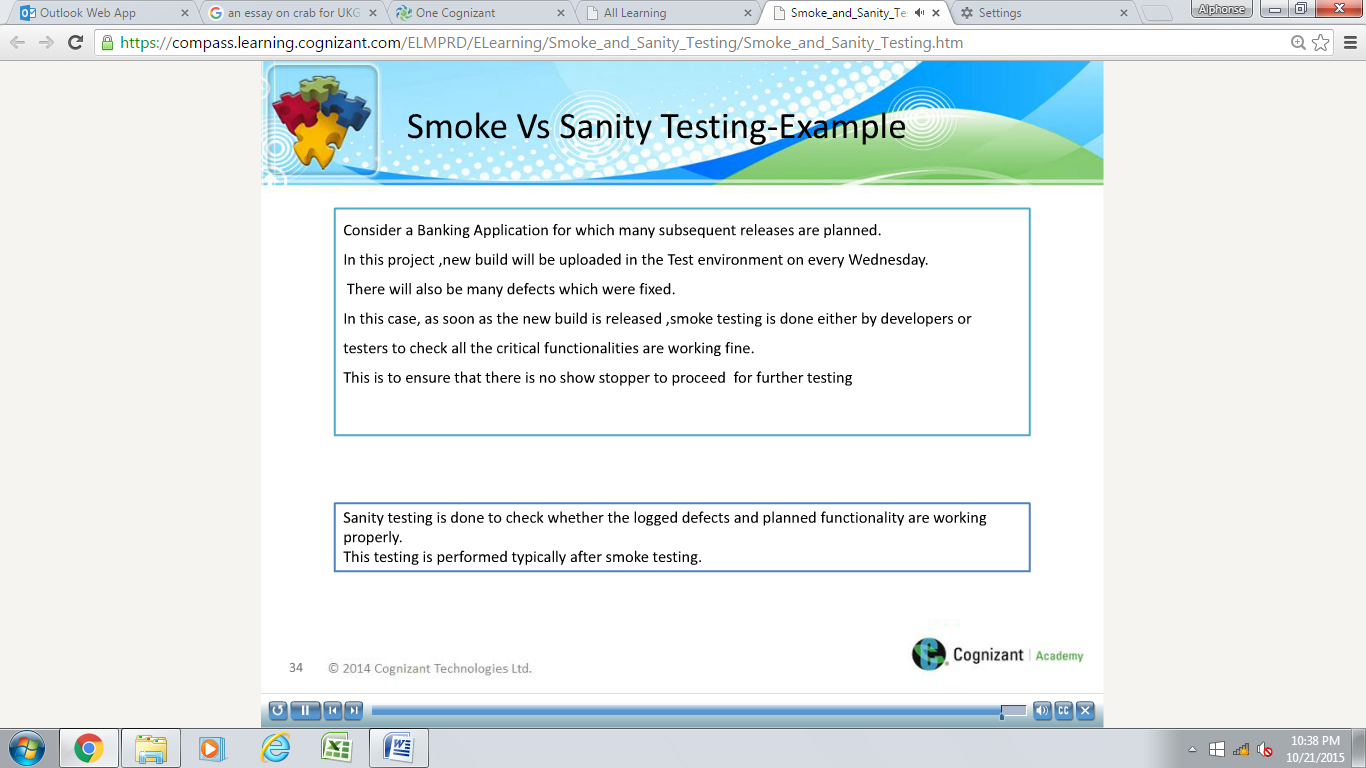 Outlook Web App
an essay on crab for UKG
One Cognizant
All Learning
Smoke_and_Sanity_Te
Settings
Alphonse
https://compass.learning.cognizant.com/ELMPRD/ELearning/Smoke_and_Sanity_Testing/Smoke_and_Sanity_Testing.htm
Smoke Vs Sanity Testing-Example
Consider a Banking Application for which many subsequent releases are planned.
In this project ,new build will be uploaded in the Test environment on every Wednesday.
There will also be many defects which were fixed.
In this case, as soon as the new build is released ,smoke testing is done either by developers or
testers to check all the critical functionalities are working fine.
This is to ensure that there is no show stopper to proceed for further testing
Sanity testing is done to check whether the logged defects and planned functionality are working
properly.
This testing is performed typically after smoke testing.
34 © 2014 Cognizant Technologies Ltd.
Cognizant | Academy
CC
10:38 PM
10/21/2015